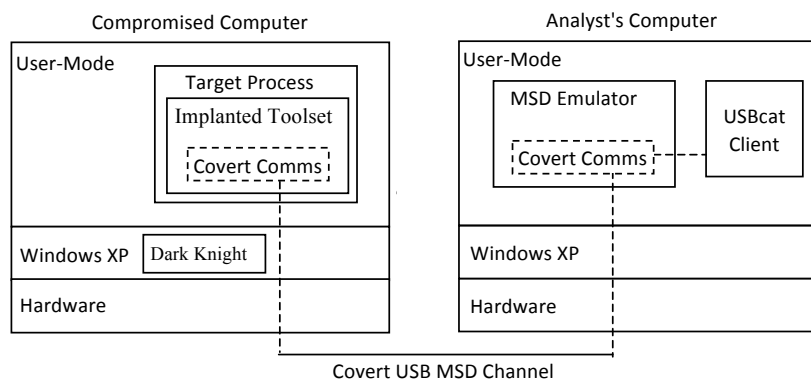 Compromised Computer
User-Mode
Target Process
Implanted Toolset
Covert Comms
Windows XP
Dark Knight
Hardware
Analyst's Computer
User-Mode
MSD Emulator
Covert Comms
USBcat
Client
Windows XP
Hardware
Covert USB MSD Channel